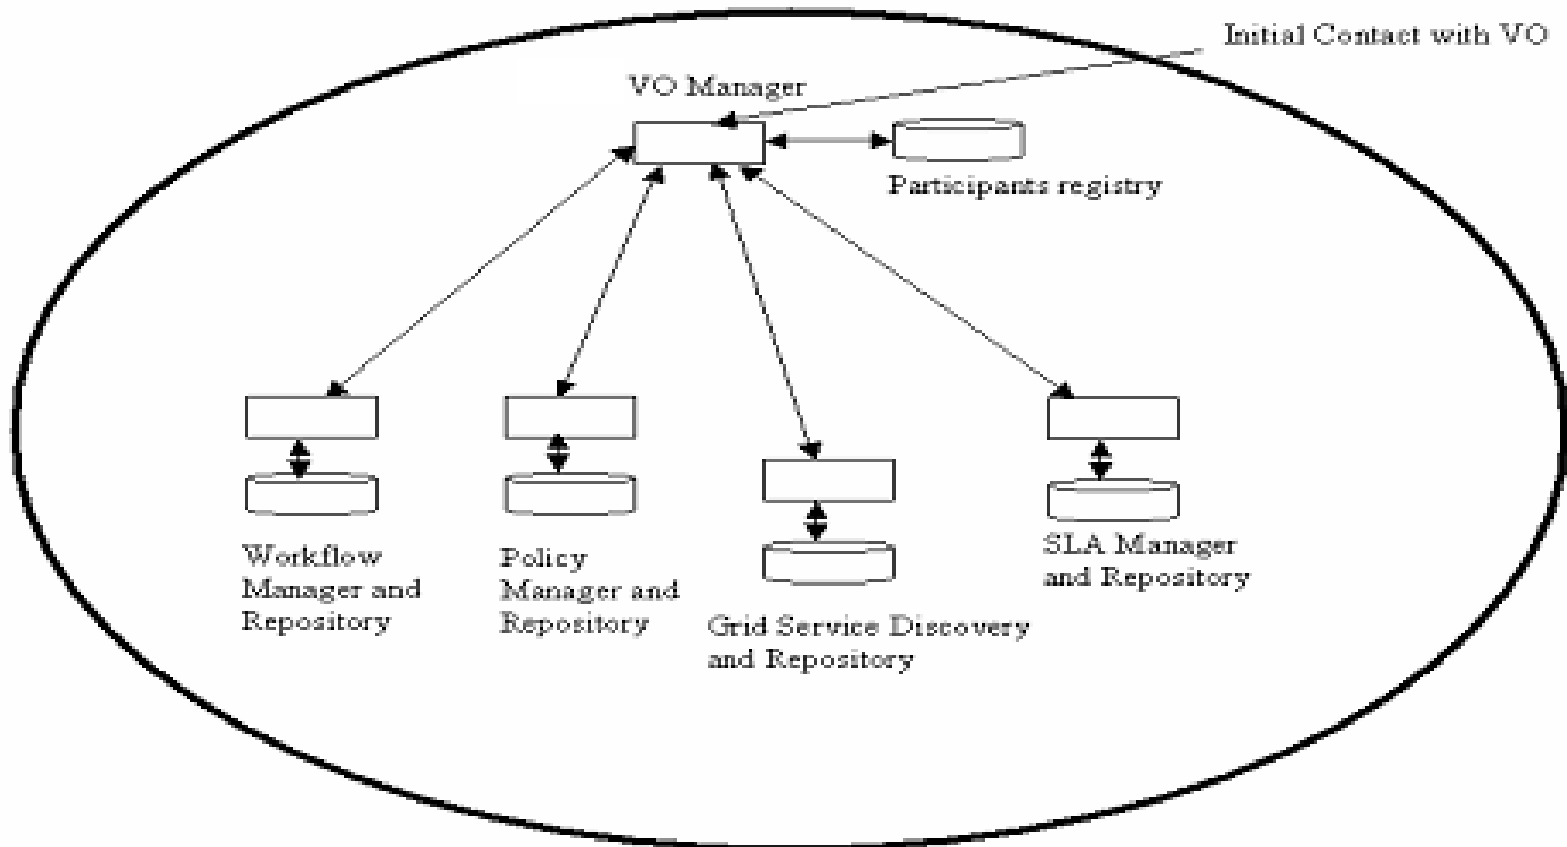 Initial Contact with VO
VO Manager
Participants registry
Workflow
Manager and
Repository
Policy
Manager and
Repository
Grid Service Discovery
and Repository
SLA Manager
and Repository